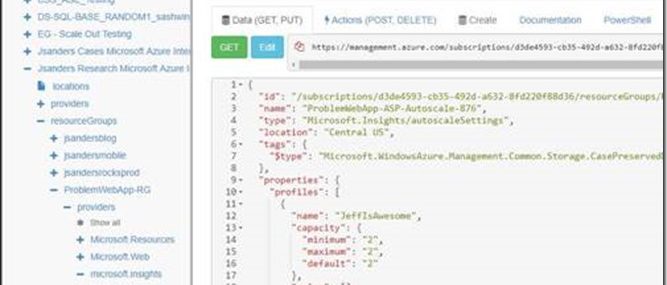 ESG_ASE_Testing
DS-SQL-BASE_RANDOM1_sashwin
EG - Scale Out Testing
Jsanders Cases Microsoft Azure Inte
Jsanders Research Microsoft Azure I
locations
providers
resourceGroups
jsandersblog
jsandersmobile
jsandersrocksprod
ProblemWebApp-RG
providers
Show all
Microsoft.Resources
Microsoft.Web
microsoft.insights
Data (GET, PUT)
Actions (POST, DELETE)
Create
Documentation
PowerShell
GET
Edit
https://management.azure.com/subscriptions/d3de4593-cb35-492d-a632-8fd220f
1 {
2 "id": "/subscriptions/d3de4593-cb35-492d-a632-8fd220f88d36/resourceGroups/
3 "name": "ProblemWebApp-ASP-Autoscale-876",
4 "type": "Microsoft.Insights/autoscaleSettings",
5 "location": "Central US",
6 "tags": {
7 "$type": "Microsoft.WindowsAzure.Management.Common.Storage.CasePreserved
8 },
9 "properties": {
10 "profiles": [
11 {
12 "name": "JeffIsAwesome",
13 "capacity": {
14 "minimum": "2",
15 "maximum": "2",
16 "default": "2"
17 },